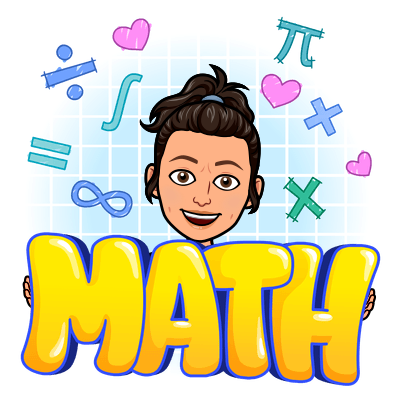 ÷ π
∫ ×
=
∞ ×
MATH